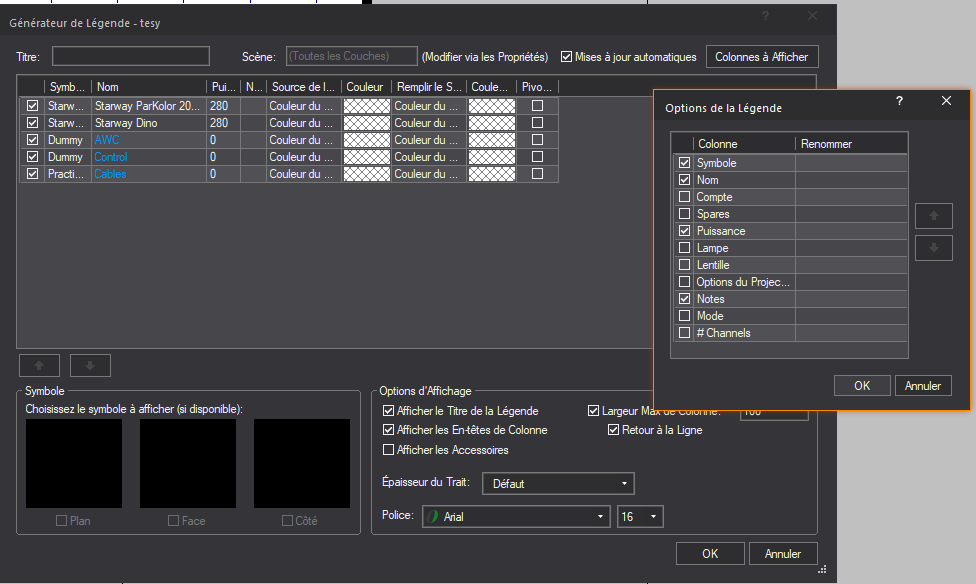 Générateur de Légende - tesy
Titre:
Scène: (Toutes les Couches) (Modifier via les Propriétés) Mises à jour automatiques Colonnes à Afficher
Symb... Nom Pui... N... Source de l... Couleur Remplir le S... Coule... Pivo...
Starw... Starway ParKolor 20... 280 Couleur du ... Couleur du ...
Starw... Starway Dino 280 Couleur du ... Couleur du ...
Dummy AWC 0 Couleur du ... Couleur du ...
Dummy Control 0 Couleur du ... Couleur du ...
Practi... Cables 0 Couleur du ... Couleur du ...
Options de la Légende
Colonne Renommer
Symbole
Nom
Compte
Spares
Puissance
Lampe
Lentille
Options du Projec...
Notes
Mode
# Channels
OK Annuler
Symbole
Choisissez le symbole à afficher (si disponible):
Plan Face Côté
Options d'Affichage
Afficher le Titre de la Légende Largeur Max de Colonne: 100
Afficher les En-têtes de Colonne Retour à la Ligne
Afficher les Accessoires
Épaisseur du Trait: Défaut
Police: Arial 16
OK Annuler